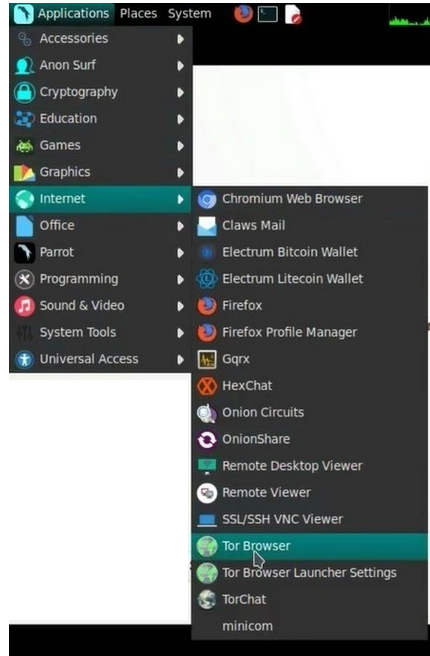 Applications Places System
Accessories
Anon Surf
Cryptography
Education
Games
Graphics
Internet
Office
Parrot
Programming
Sound & Video
System Tools
Universal Access
Chromium Web Browser
Claws Mail
Electrum Bitcoin Wallet
Electrum Litecoin Wallet
Firefox
Firefox Profile Manager
Gqrx
HexChat
Onion Circuits
OnionShare
Remote Desktop Viewer
Remote Viewer
SSL/SSH VNC Viewer
Tor Browser
Tor Browser Launcher Settings
TorChat
minicom